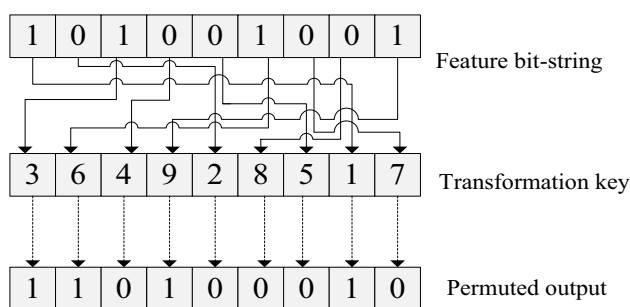 1 0 1 0 0 1 0 0 1
Feature bit-string
3 6 4 9 2 8 5 1 7
Transformation key
1 1 0 1 0 0 0 1 0
Permuted output